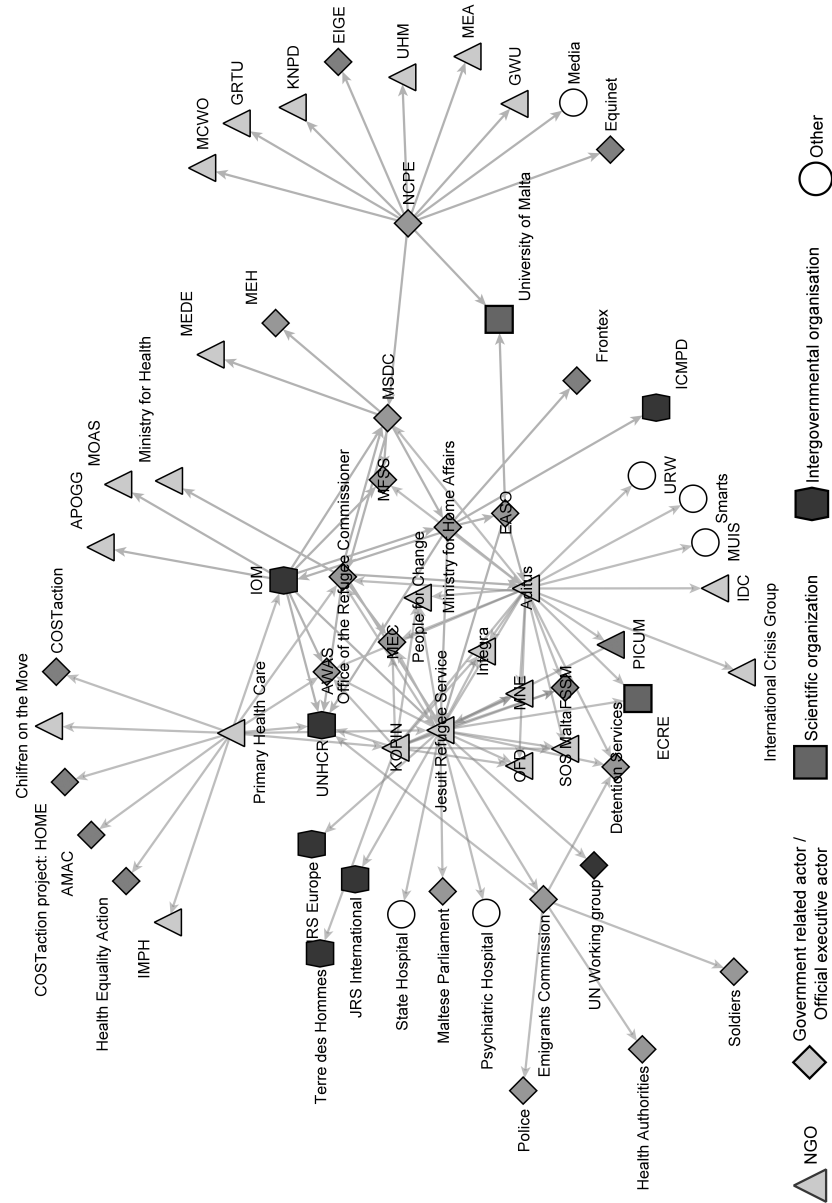 Chilfren on the Move
COSTaction project: HOME
COSTaction
AMAC
APOGG
MOAS
Health Equality Action
IMPH
Ministry for Health
MEDE
MCWO
GRTU
MEH
IOM
Primary Health Care
KNPD
JRS Europe
Terre des Hommes
UNHCR
AWAS
EIGE
Office of the Refugee Commissioner
JRS International
MFSS
MSDC
MEC
KOPIN
State Hospital
UHM
NCPE
People for Change
Jesuit Refugee Service
Maltese Parliament
Ministry for Home Affairs
MEA
Integra
Psychiatric Hospital
EASO
GWU
MNE
Police
University of Malta
Aditus
Emigrants Commission
SOS Malta
FSSM
Media
UN Working group
Frontex
Equinet
Detention Services
PICUM
Health Authorities
ECRE
URW
ICMPD
Smarts
MUIS
Soldiers
IDC
International Crisis Group
NGO
Government related actor /
Official executive actor
Scientific organization
Intergovernmental organisation
Other